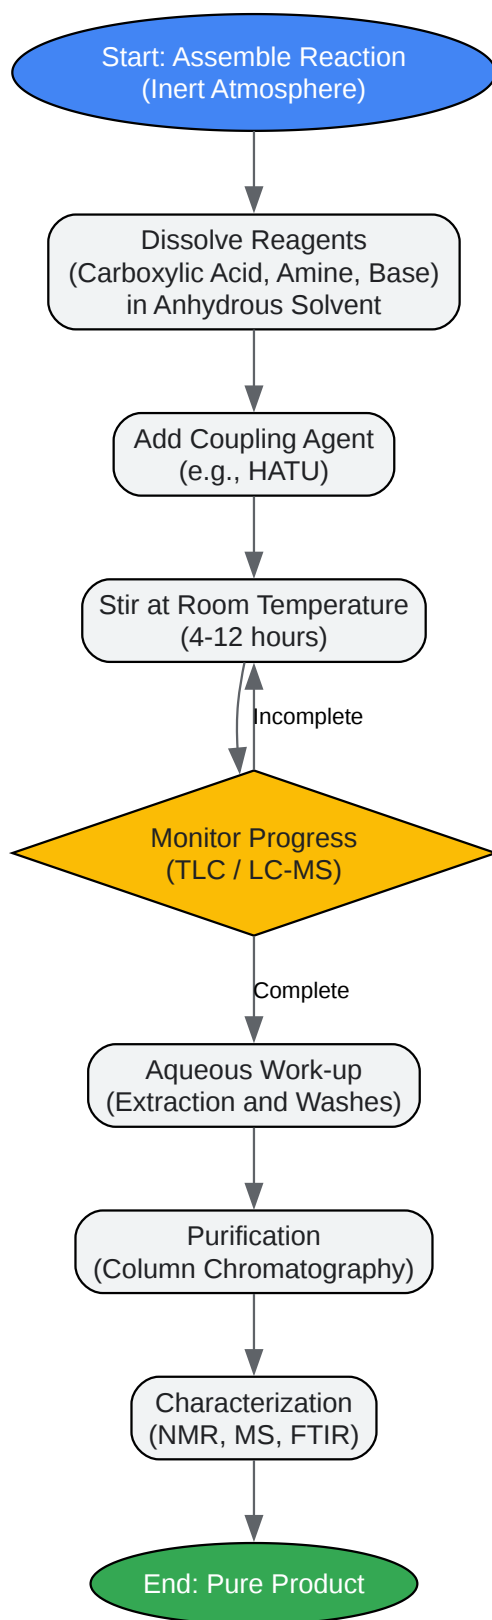 Start: Assemble Reaction
(Inert Atmosphere)
Dissolve Reagents
(Carboxylic Acid, Amine, Base)
in Anhydrous Solvent
Add Coupling Agent
(e.g., HATU)
Stir at Room Temperature
(4-12 hours)
Incomplete
Monitor Progress
(TLC / LC-MS)
Complete
Aqueous Work-up
(Extraction and Washes)
Purification
(Column Chromatography)
Characterization
(NMR, MS, FTIR)
End: Pure Product